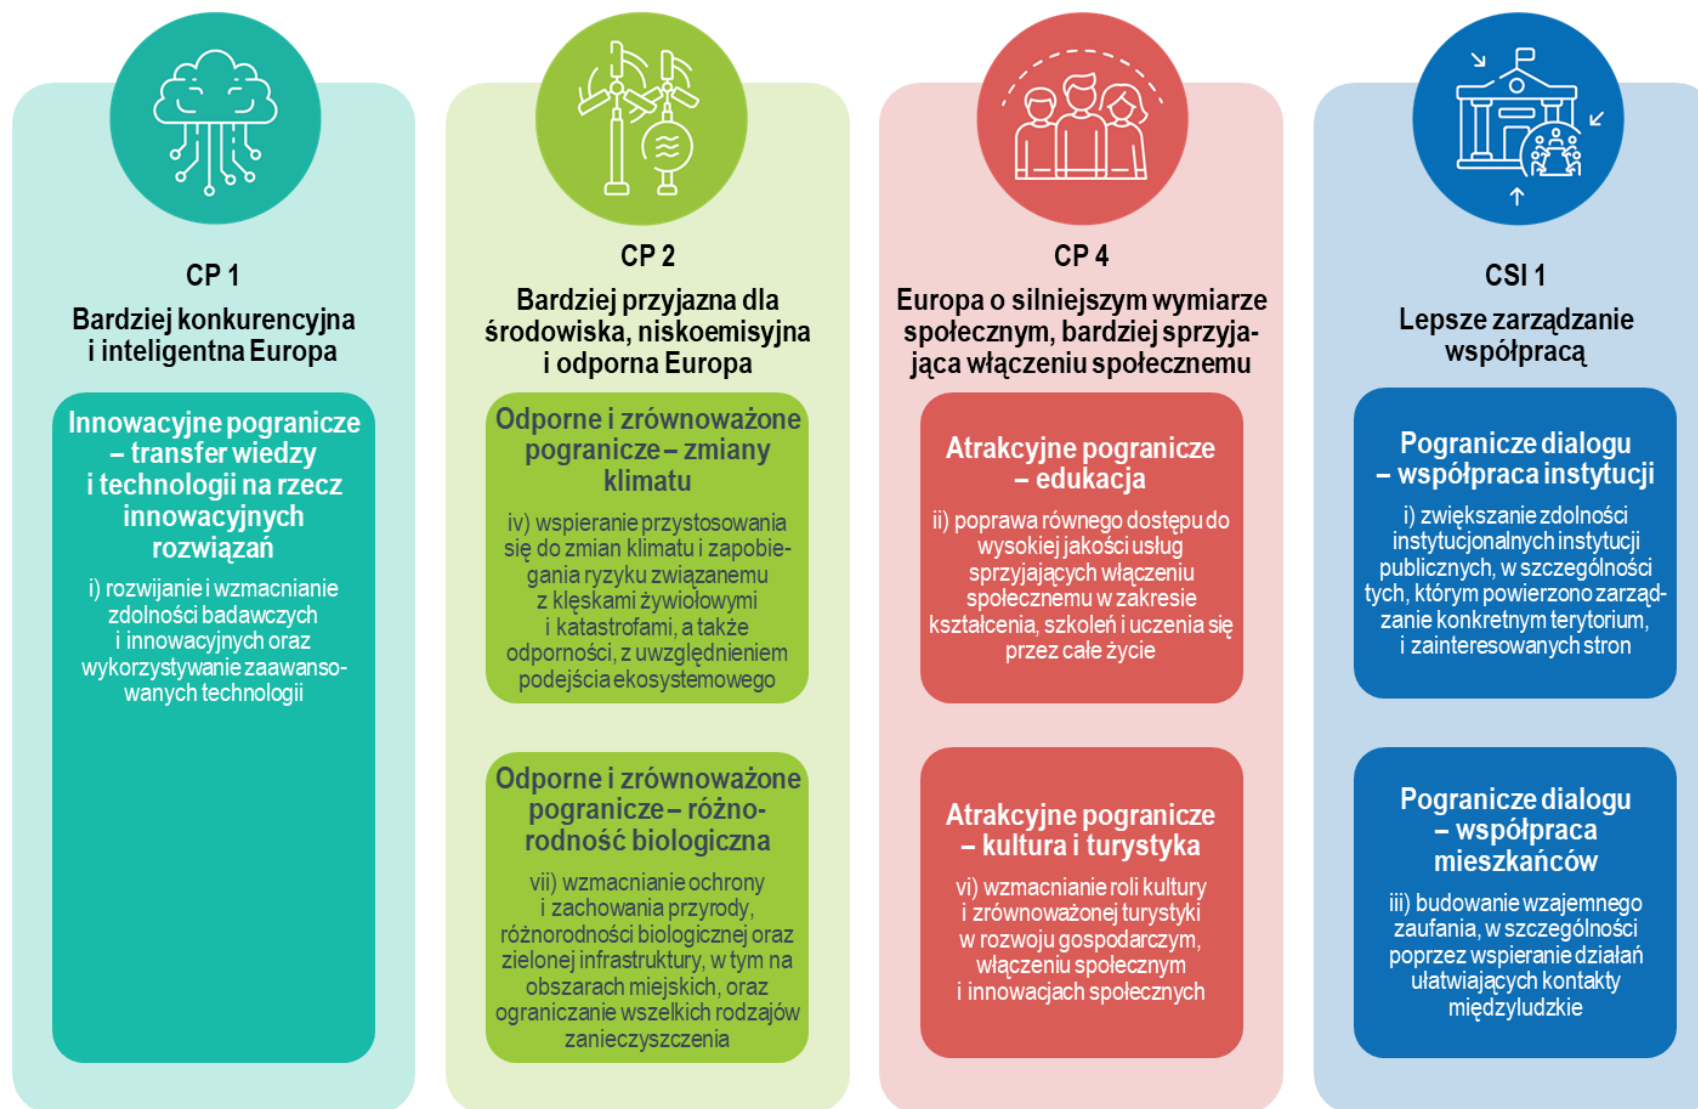 CP 1
Bardziej konkurencyjna
i inteligentna Europa
Innowacyjne pogranicze
– transfer wiedzy
i technologii na rzecz
innowacyjnych
rozwiązań
i) rozwijanie i wzmacnianie
zdolności badawczych
i innowacyjnych oraz
wykorzystywanie zaawanso-
wanych technologii
CP 2
Bardziej przyjazna dla
środowiska, niskoemisyjna
i odporna Europa
Odporne i zrównoważone
pogranicze – zmiany
klimatu
iv) wspieranie przystosowania
się do zmian klimatu i zapobie-
gania ryzyku związanemu
z klęskami żywiołowymi
i katastrofami, a także
odporności, z uwzględnieniem
podejścia ekosystemowego
Odporne i zrównoważone
pogranicze – różno-
rodność biologiczna
vii) wzmacnianie ochrony
i zachowania przyrody,
różnorodności biologicznej oraz
zielonej infrastruktury, w tym na
obszarach miejskich, oraz
ograniczanie wszelkich rodzajów
zanieczyszczenia
CP 4
Europa o silniejszym wymiarze
społecznym, bardziej sprzyja-
jąca włączeniu społecznemu
Atrakcyjne pogranicze
– edukacja
ii) poprawa równego dostępu do
wysokiej jakości usług
sprzyjających włączeniu
społecznemu w zakresie
kształcenia, szkoleń i uczenia się
przez całe życie
Atrakcyjne pogranicze
– kultura i turystyka
vi) wzmacnianie roli kultury
i zrównoważonej turystyki
w rozwoju gospodarczym,
włączeniu społecznym
i innowacjach społecznych
CSI 1
Lepsze zarządzanie
współpracą
Pogranicze dialogu
– współpraca instytucji
i) zwiększanie zdolności
instytucjonalnych instytucji
publicznych, w szczególności
tych, którym powierzono zarząd-
zanie konkretnym terytorium,
i zainteresowanych stron
Pogranicze dialogu
– współpraca
mieszkańców
iii) budowanie wzajemnego
zaufania, w szczególności
poprzez wspieranie działań
ułatwiających kontakty
międzyludzkie